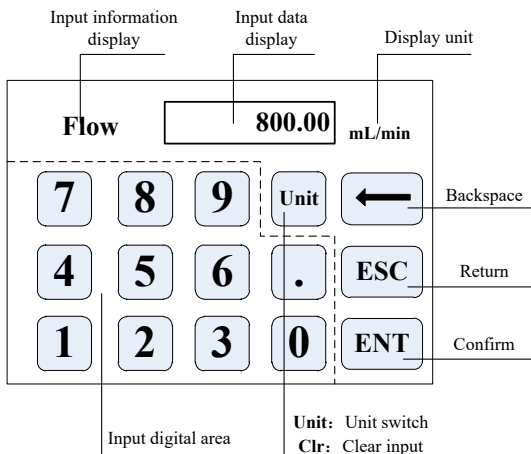 Input information
display
Input data
display
Display unit
Flow
800.00
mL/min
7
8
9
Unit
Backspace
4
5
6
.
ESC
Return
1
2
3
0
ENT
Confirm
Input digital area
Unit：Unit switch
Clr：Clear input